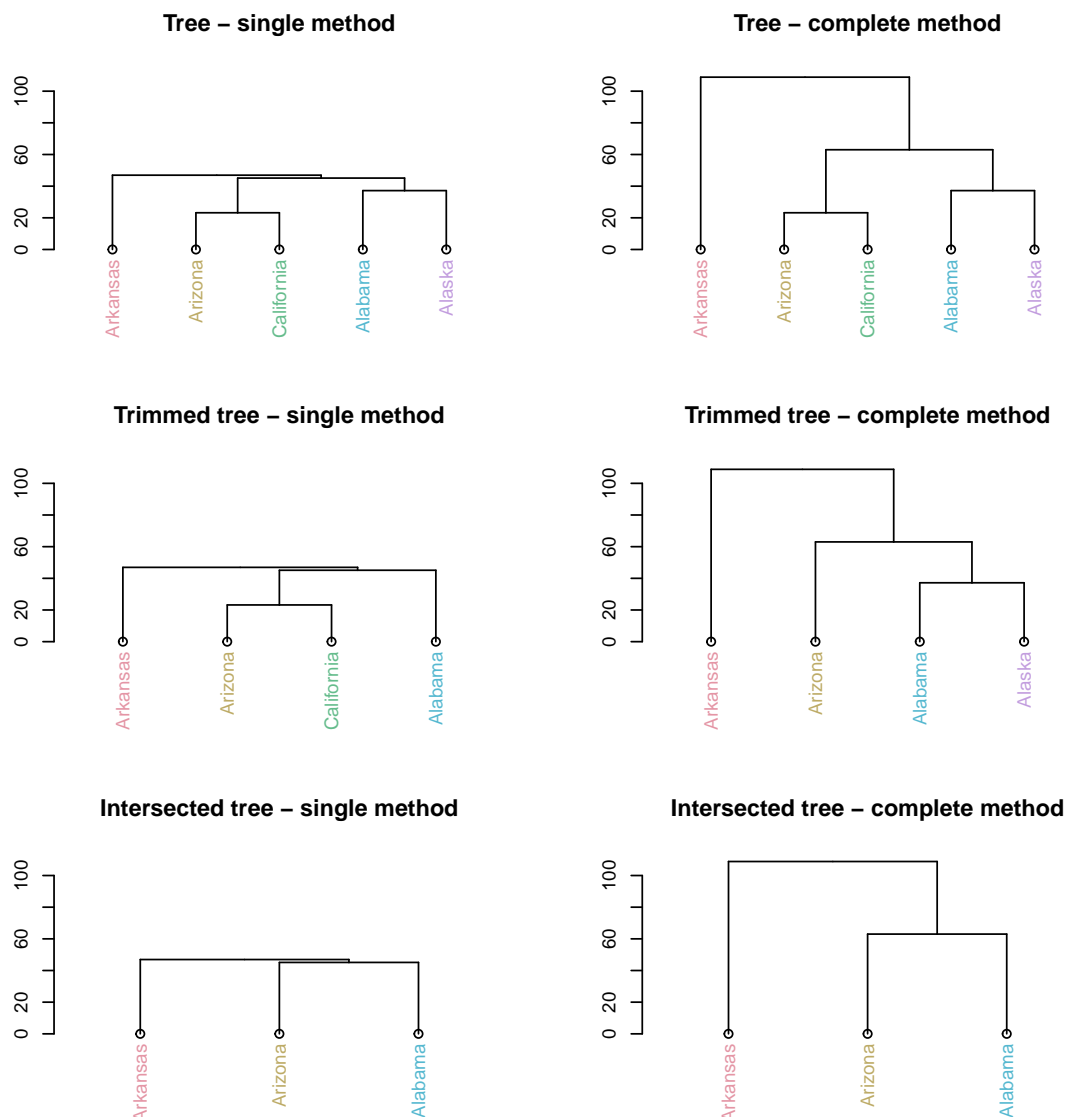 Tree – single method
0 20 60 100
Arkansas
Arizona
California
Alabama
Alaska
Tree – complete method
0 20 60 100
Arkansas
Arizona
California
Alabama
Alaska
Trimmed tree – single method
0 20 60 100
Arkansas
Arizona
California
Alabama
Trimmed tree – complete method
0 20 60 100
Arkansas
Arizona
Alabama
Alaska
Intersected tree – single method
0 20 60 100
Arkansas
Arizona
Alabama
Intersected tree – complete method
0 20 60 100
Arkansas
Arizona
Alabama